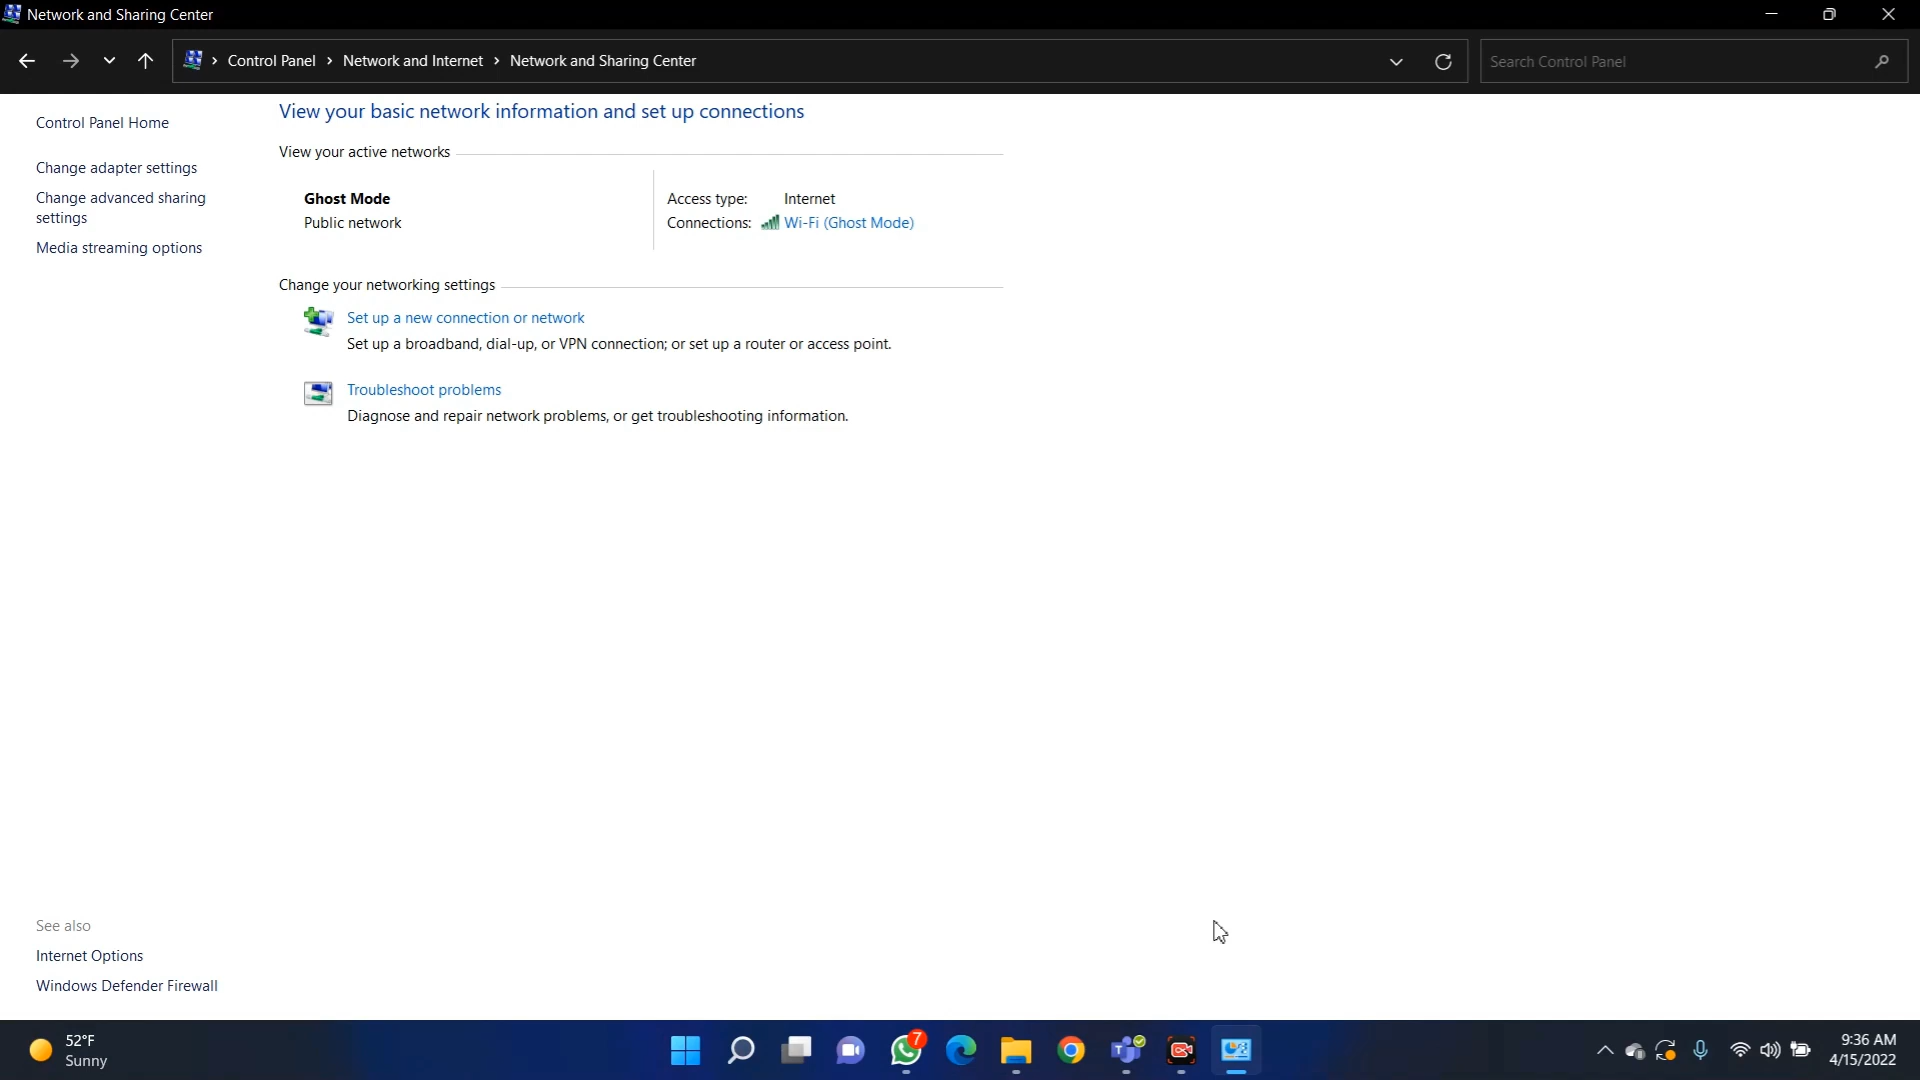 Network and Sharing Center
Control Panel > Network and Internet > Network and Sharing Center
Search Control Panel
Control Panel Home
Change adapter settings
Change advanced sharing
settings
Media streaming options
View your basic network information and set up connections
View your active networks
Ghost Mode
Public network
Access type: Internet
Connections: Wi-Fi (Ghost Mode)
Change your networking settings
Set up a new connection or network
Set up a broadband, dial-up, or VPN connection; or set up a router or access point.
Troubleshoot problems
Diagnose and repair network problems, or get troubleshooting information.
See also
Internet Options
Windows Defender Firewall
52°F
Sunny
7
T
9:36 AM
4/15/2022